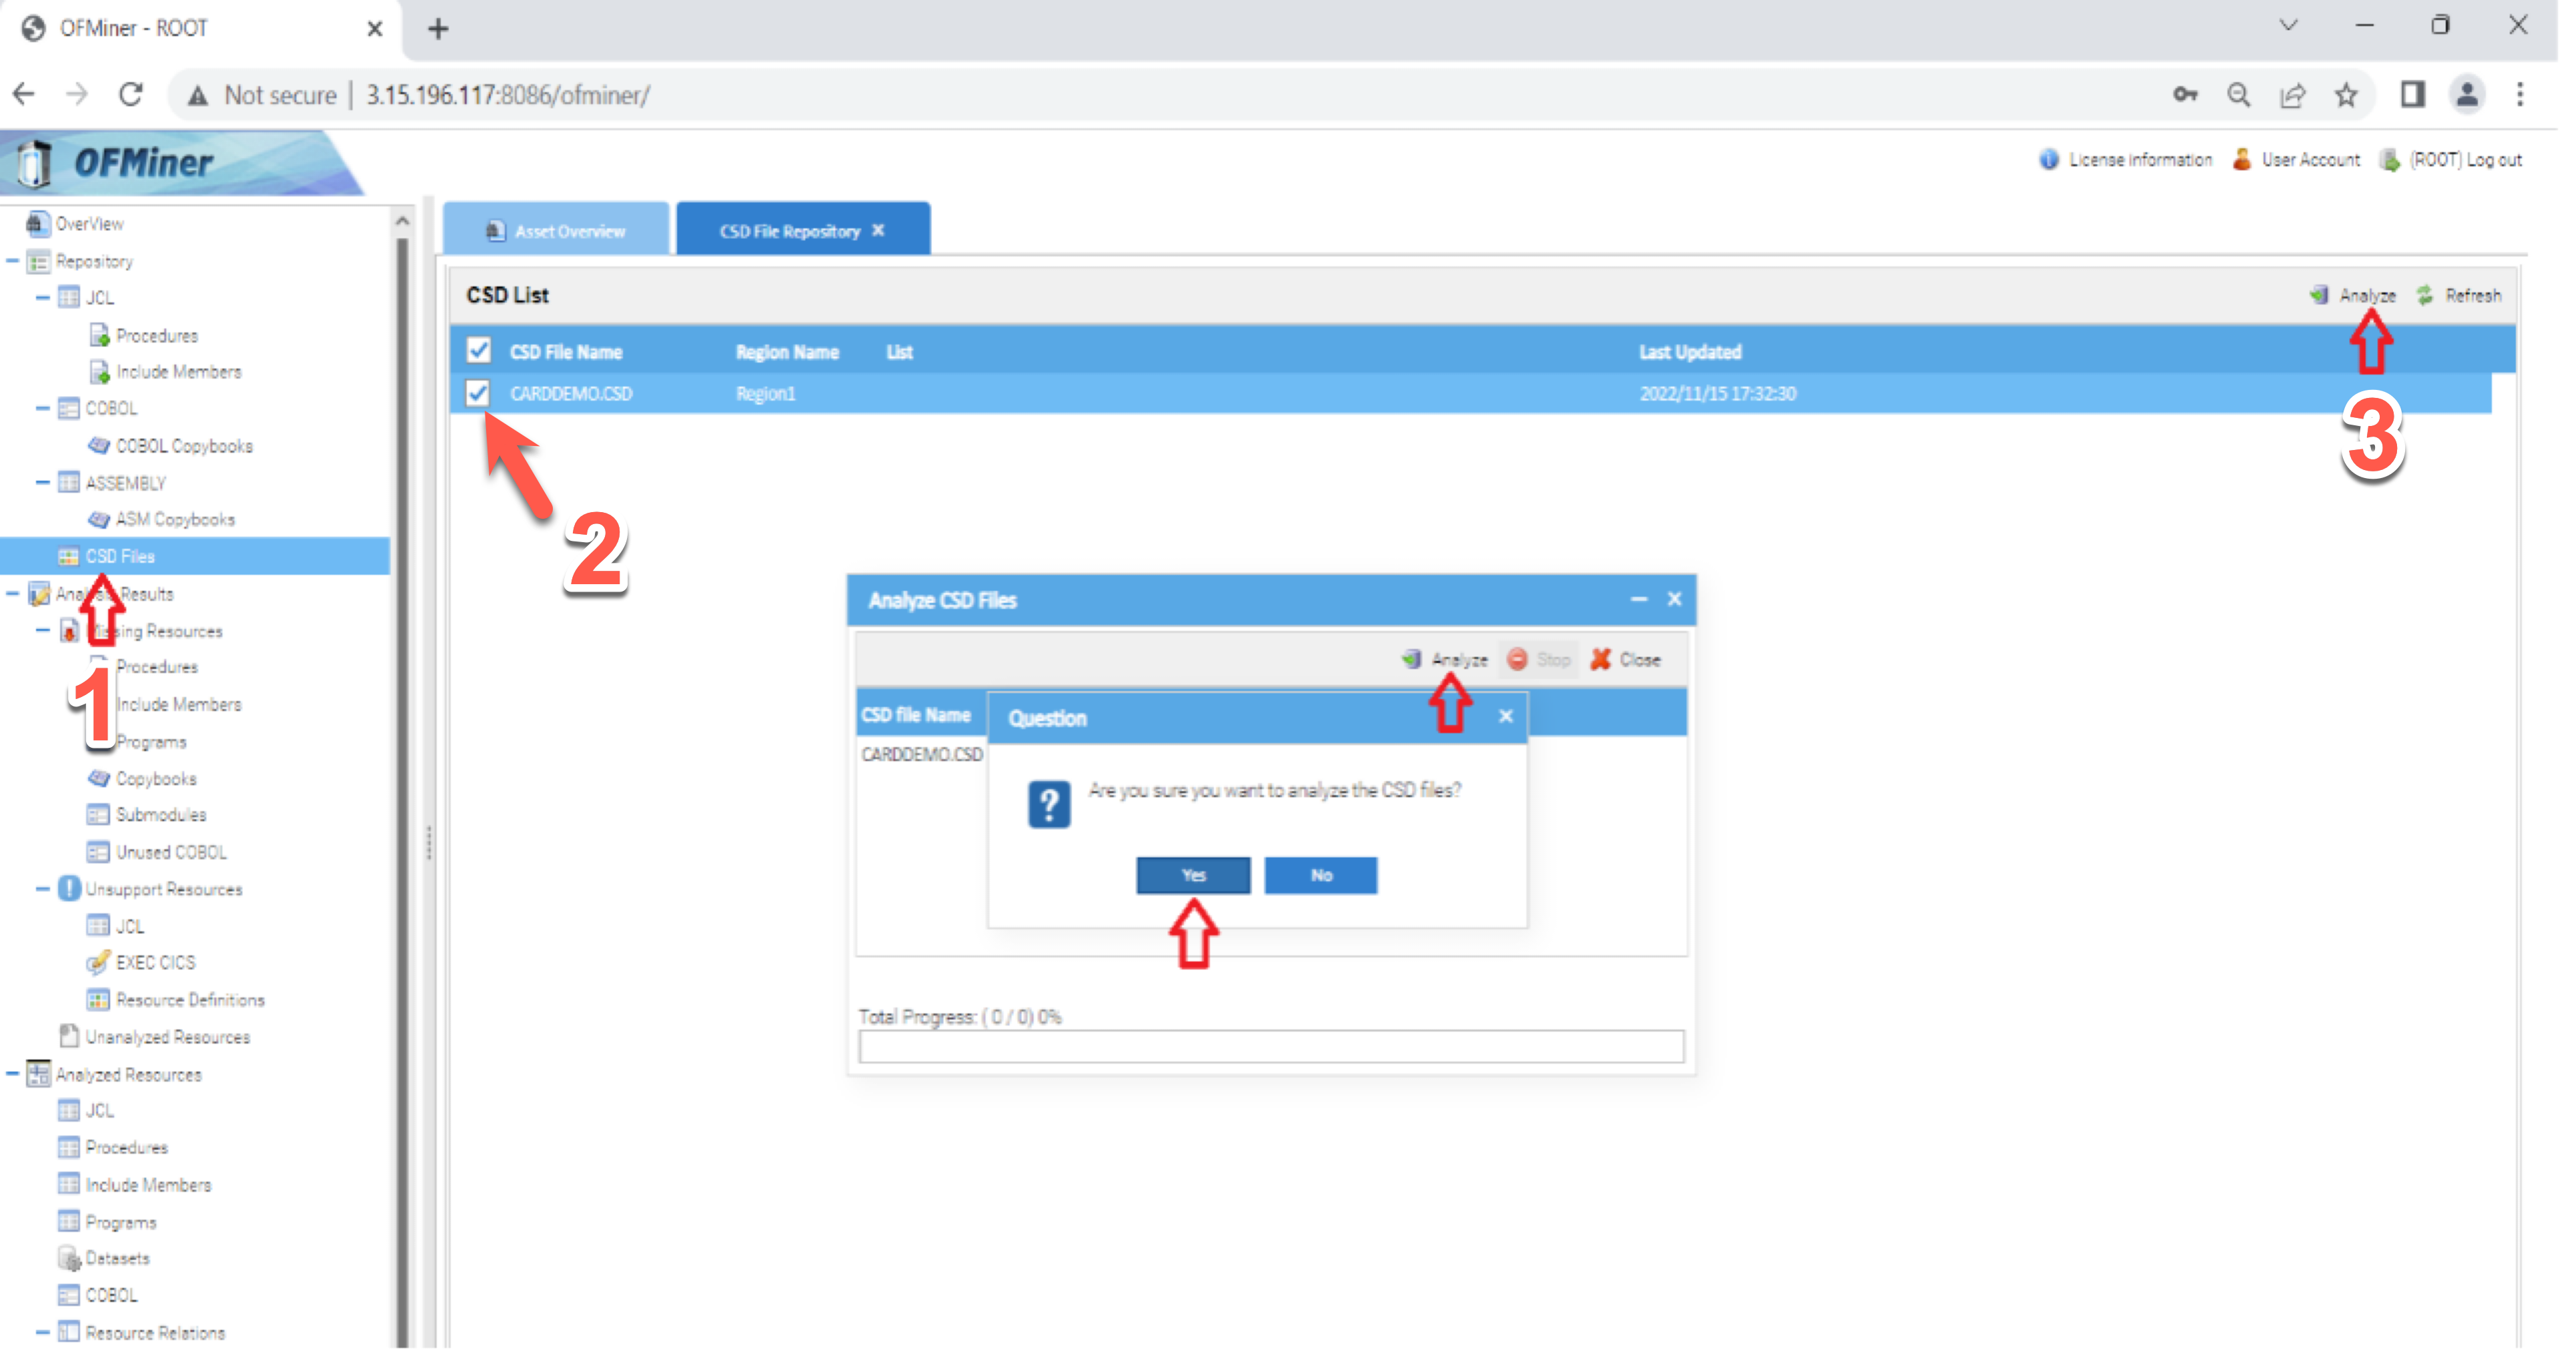 OFMiner - ROOT
Not secure | 3.15.196.117:8086/ofminer/
OFMiner
License Information
User Account
(ROOT) Log out
OverView
Repository
JCL
Procedures
Include Members
COBOL
COBOL Copybooks
ASSEMBLY
ASM Copybooks
CSD Files
Analysis Results
Missing Resources
Procedures
Include Members
Programs
Copybooks
Submodules
Unused COBOL
Unsupport Resources
JCL
EXEC CICS
Resource Definitions
Unanalyzed Resources
Analyzed Resources
JCL
Procedures
Include Members
Programs
Datasets
COBOL
Resource Relations
1
Asset Overview
CSD File Repository
CSD List
Analyze
Refresh
CSD File Name Region Name List Last Updated
CARDDEMO.CSD Region1 2022/11/15 17:32:30
2
3
Analyze CSD Files
Analyze
Stop
Close
CSD file Name
CARDDEMO.CSD
Question
Are you sure you want to analyze the CSD files?
Yes
No
Total Progress: ( 0 / 0) 0%